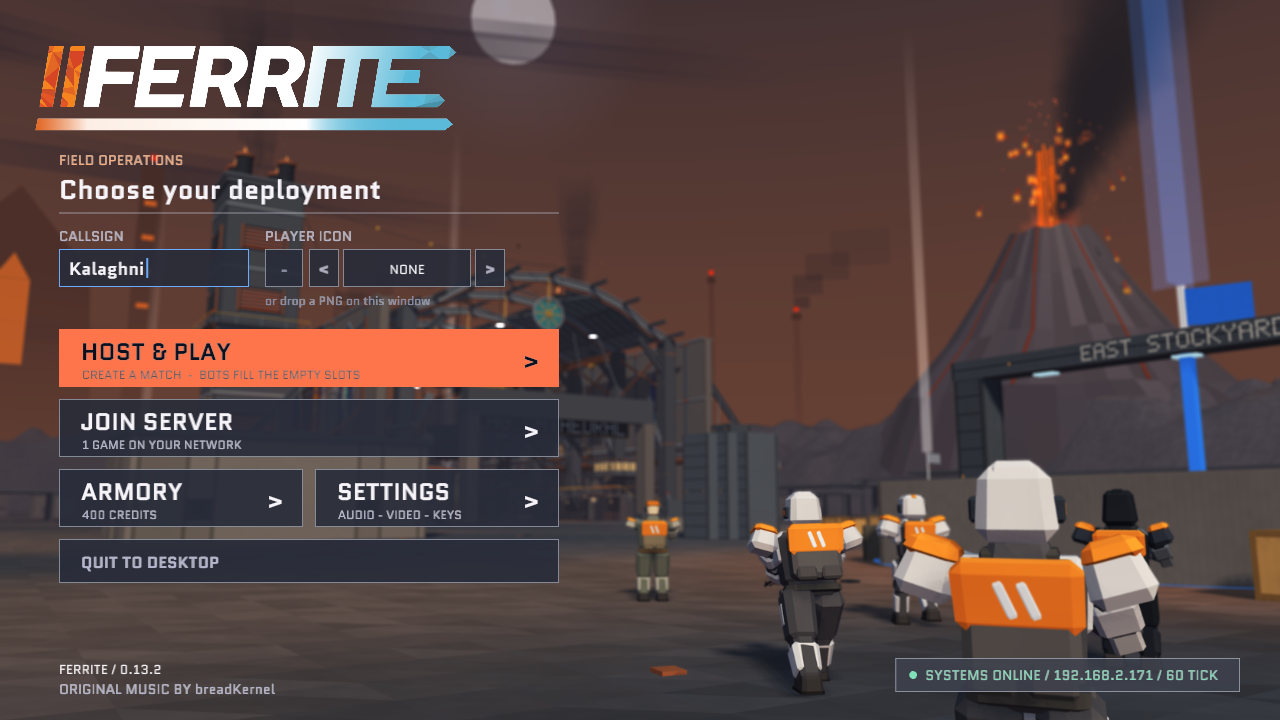 FERRITE
FIELD OPERATIONS
Choose your deployment
CALLSIGN
PLAYER ICON
Kalaghni
-
<
NONE
>
or drop a PNG on this window
HOST & PLAY
CREATE A MATCH - BOTS FILL THE EMPTY SLOTS
>
JOIN SERVER
1 GAME ON YOUR NETWORK
>
ARMORY
400 CREDITS
>
SETTINGS
AUDIO - VIDEO - KEYS
>
QUIT TO DESKTOP
EAST STOCKYARD
FERRITE / 0.13.2
ORIGINAL MUSIC BY breadKernel
SYSTEMS ONLINE / 192.168.2.171 / 60 TICK